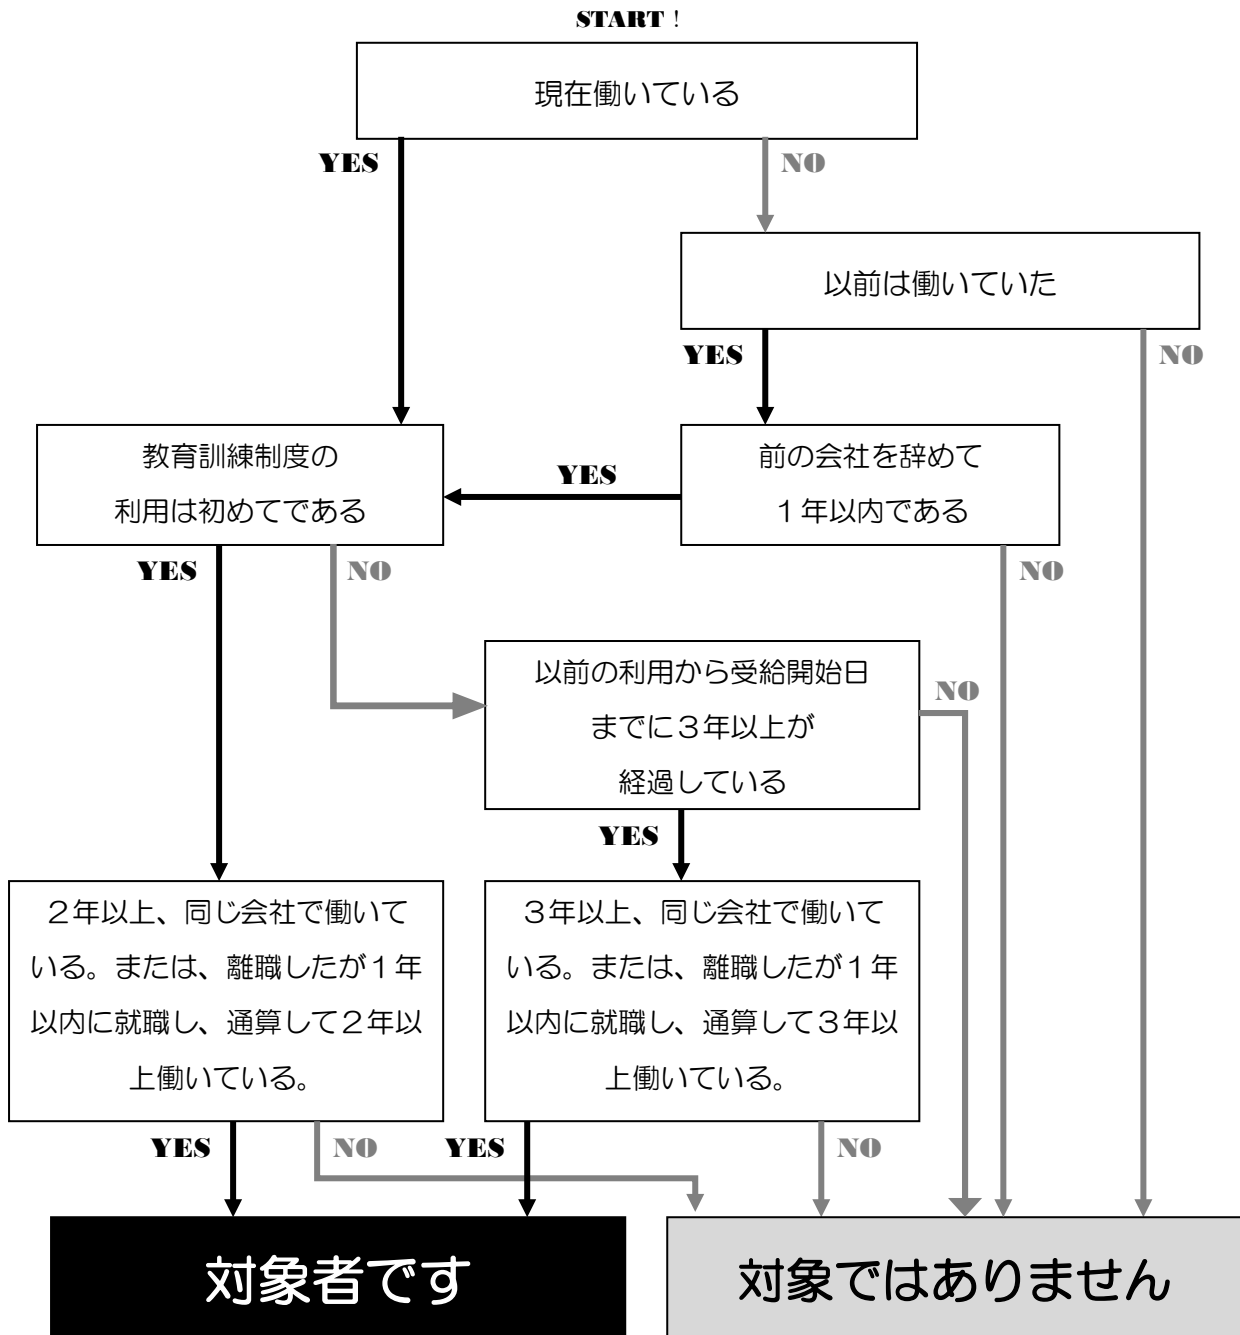 START！
現在働いている
YES
NO
以前は働いていた
YES
NO
教育訓練制度の
利用は初めてである
YES
前の会社を辞めて
１年以内である
YES
NO
NO
以前の利用から受給開始日
までに３年以上が
経過している
NO
YES
２年以上、同じ会社で働いて
いる。または、離職したが１年
以内に就職し、通算して２年以
上働いている。
３年以上、同じ会社で働いて
いる。または、離職したが１年
以内に就職し、通算して３年以
上働いている。
YES
NO
YES
NO
対象者です
対象ではありません